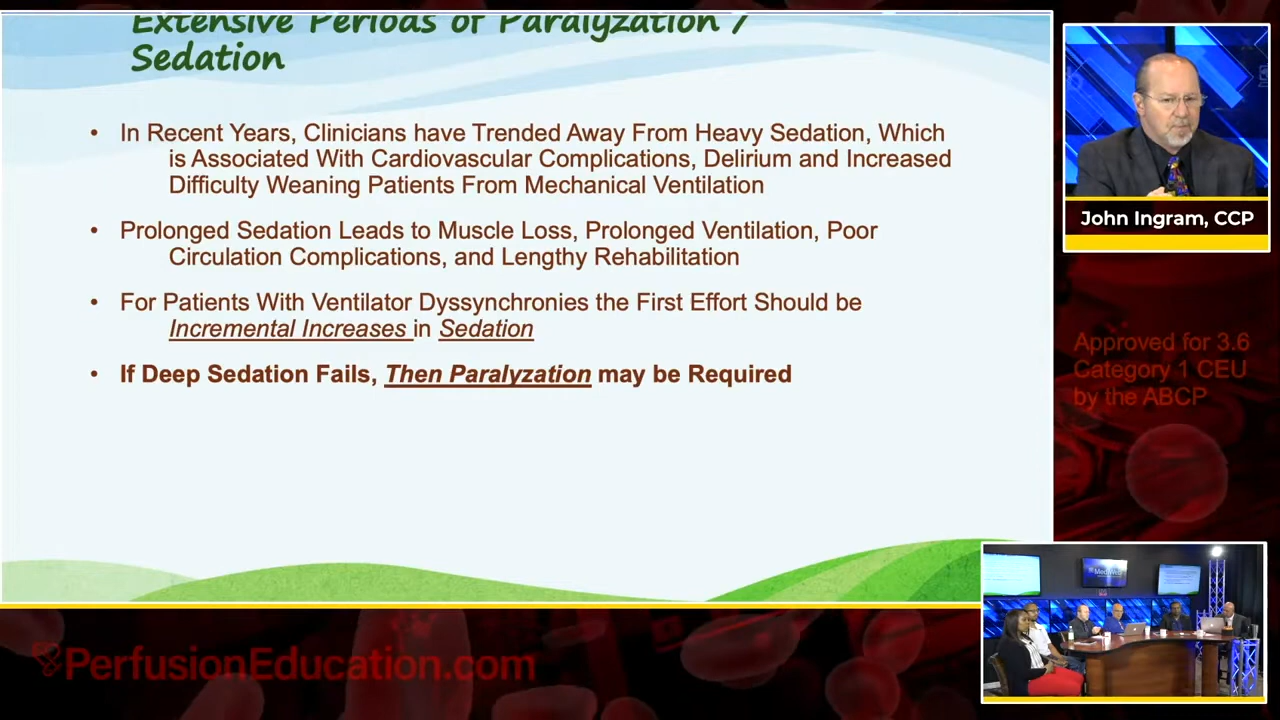 Extensive Periods of Paralyzation /
Sedation
• In Recent Years, Clinicians have Trended Away From Heavy Sedation, Which
is Associated With Cardiovascular Complications, Delirium and Increased
Difficulty Weaning Patients From Mechanical Ventilation
• Prolonged Sedation Leads to Muscle Loss, Prolonged Ventilation, Poor
Circulation Complications, and Lengthy Rehabilitation
• For Patients With Ventilator Dyssynchronies the First Effort Should be
Incremental Increases in Sedation
• If Deep Sedation Fails, Then Paralyzation may be Required
John Ingram, CCP
Approved for 3.6
Category 1 CEU
by the ABCP
PerfusionEducation.com